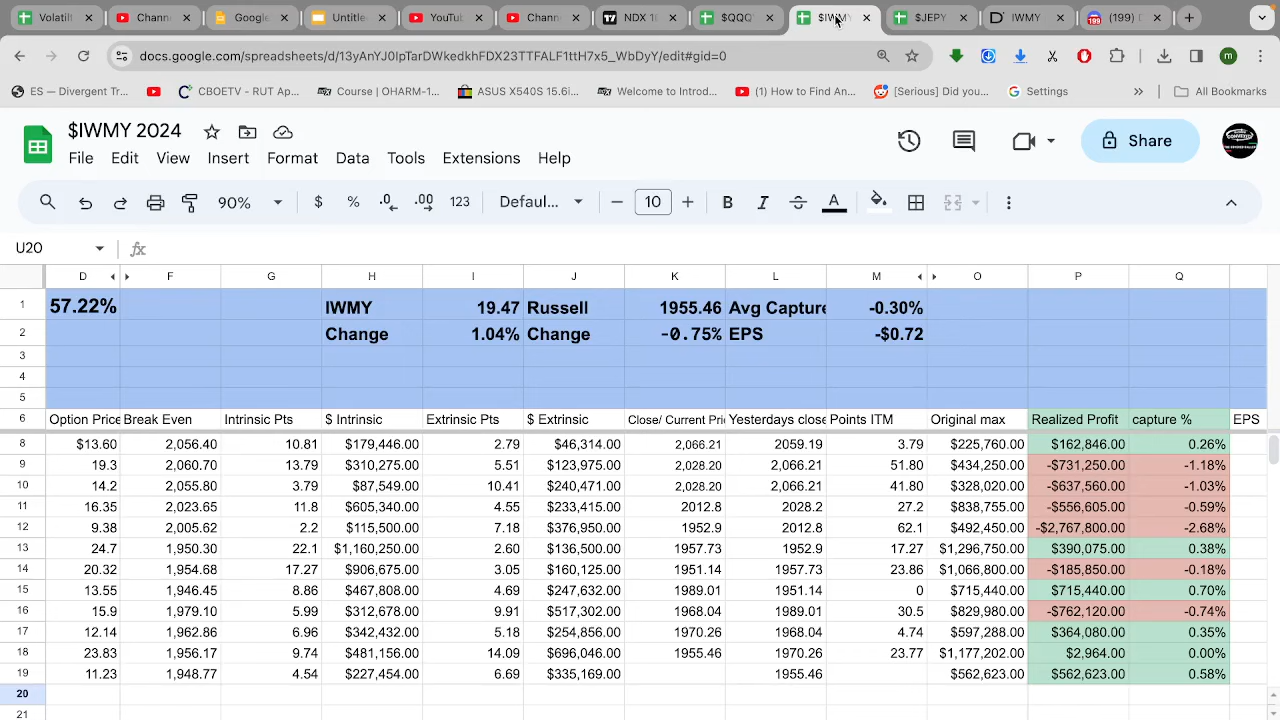 Volatili
Chann
Google
Untitle
YouTul
Chann
NDX 1
$QQQ
$IWMY
$JEPY
IWMY
(199)
docs.google.com/spreadsheets/d/13yAnYJ0IpTarDWkedkhFDX23TTFALF1ttH7x5_WbDyY/edit#gid=0
ES — Divergent Tr...
CBOETV – RUT Ap...
Course | OHARM-1...
ASUS X540S 15.6i...
Welcome to Introd...
(1) How to Find An...
[Serious] Did you...
Settings
»
All Bookmarks
$IWMY 2024
File Edit View Insert Format Data Tools Extensions Help
Share
90% $ % .0 .00 123 Defaul... 10 B I S A
U20 fx
D F G H I J K L M O P Q
1 57.22% IWMY 19.47 Russell 1955.46 Avg Capture -0.30%
2 Change 1.04% Change -0.75% EPS -$0.72
3
4
5
6 Option Price Break Even Intrinsic Pts $ Intrinsic Extrinsic Pts $ Extrinsic Close/ Current Pri Yesterdays close Points ITM Original max Realized Profit capture % EPS
8 $13.60 2,056.40 10.81 $179,446.00 2.79 $46,314.00 2,066.21 2059.19 3.79 $225,760.00 $162,846.00 0.26%
9 19.3 2,060.70 13.79 $310,275.00 5.51 $123,975.00 2,028.20 2,066.21 51.80 $434,250.00 -$731,250.00 -1.18%
10 14.2 2,055.80 3.79 $87,549.00 10.41 $240,471.00 2,028.20 2,066.21 41.80 $328,020.00 -$637,560.00 -1.03%
11 16.35 2,023.65 11.8 $605,340.00 4.55 $233,415.00 2012.8 2028.2 27.2 $838,755.00 -$556,605.00 -0.59%
12 9.38 2,005.62 2.2 $115,500.00 7.18 $376,950.00 1952.9 2012.8 62.1 $492,450.00 -$2,767,800.00 -2.68%
13 24.7 1,950.30 22.1 $1,160,250.00 2.60 $136,500.00 1957.73 1952.9 17.27 $1,296,750.00 $390,075.00 0.38%
14 20.32 1,954.68 17.27 $906,675.00 3.05 $160,125.00 1951.14 1957.73 23.86 $1,066,800.00 -$185,850.00 -0.18%
15 13.55 1,946.45 8.86 $467,808.00 4.69 $247,632.00 1989.01 1951.14 0 $715,440.00 $715,440.00 0.70%
16 15.9 1,979.10 5.99 $312,678.00 9.91 $517,302.00 1968.04 1989.01 30.5 $829,980.00 -$762,120.00 -0.74%
17 12.14 1,962.86 6.96 $342,432.00 5.18 $254,856.00 1970.26 1968.04 4.74 $597,288.00 $364,080.00 0.35%
18 23.83 1,956.17 9.74 $481,156.00 14.09 $696,046.00 1955.46 1970.26 23.77 $1,177,202.00 $2,964.00 0.00%
19 11.23 1,948.77 4.54 $227,454.00 6.69 $335,169.00 1955.46 $562,623.00 $562,623.00 0.58%
20
21